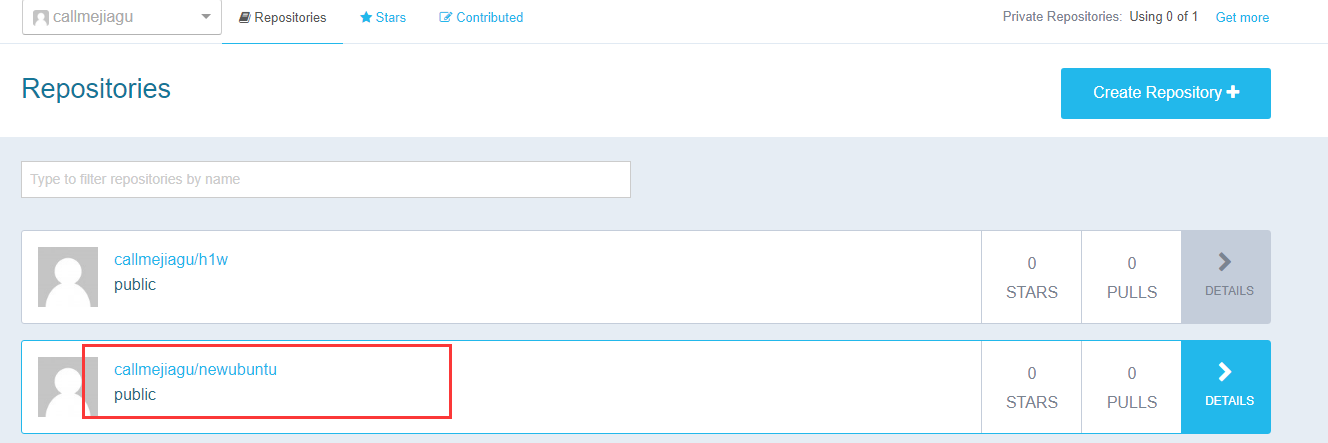 callmejiagu Repositories Stars Contributed Private Repositories: Using 0 of 1 Get more
Repositories
Create Repository
Type to filter repositories by name
callmejiagu/h1w
public
0
STARS
0
PULLS
DETAILS
callmejiagu/newubuntu
public
0
STARS
0
PULLS
DETAILS